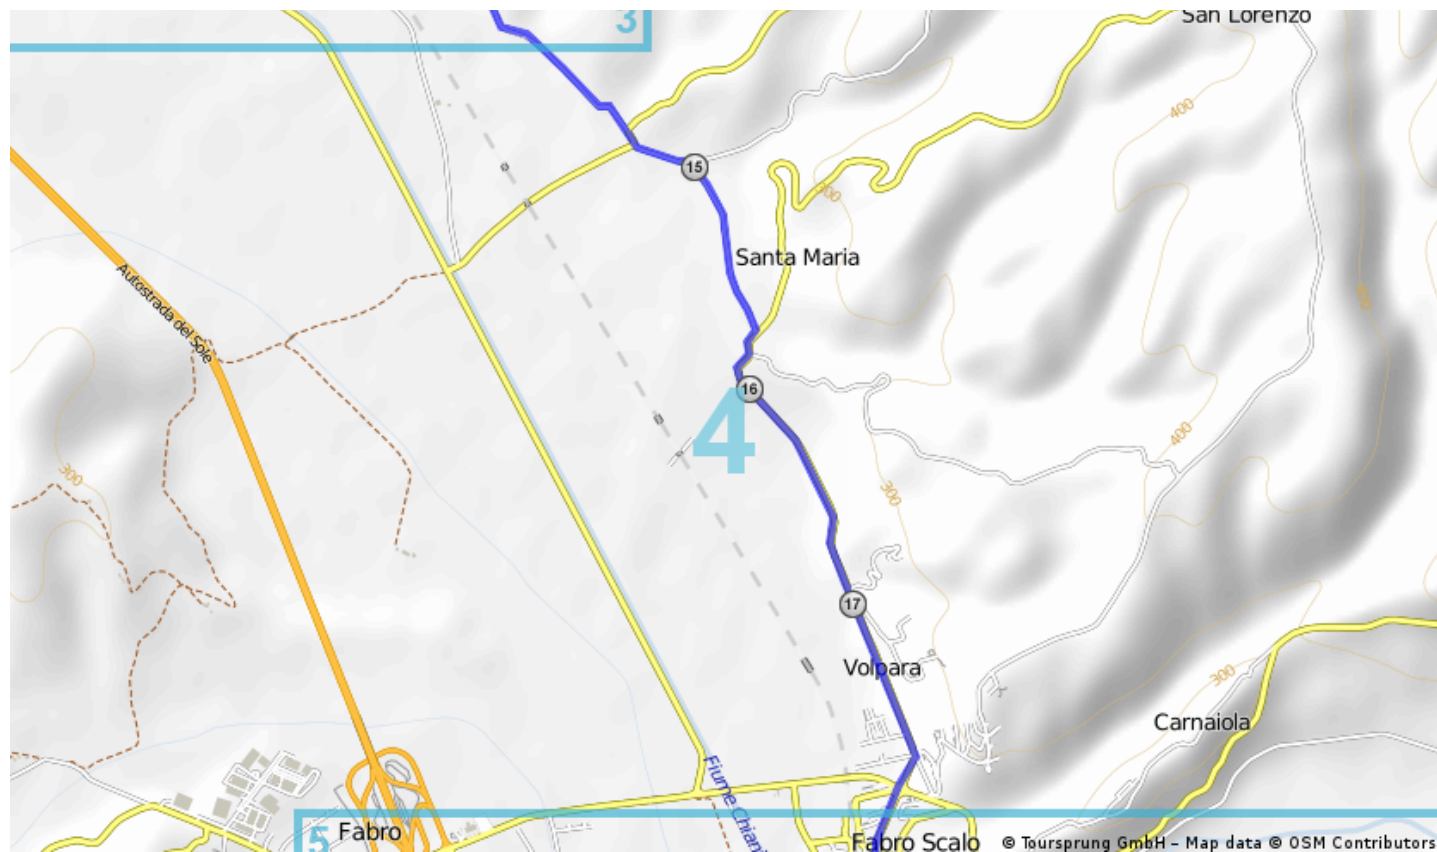 San Lorenzo
3
400
15
300
Santa Maria
Autostrada del Sole
400
16
4
400
300
300
17
Volpara
300
Carnaiola
Fiume Chiani
5
Fabro
Fabro Scalo
© Toursprung GmbH – Map data © OSM Contributors